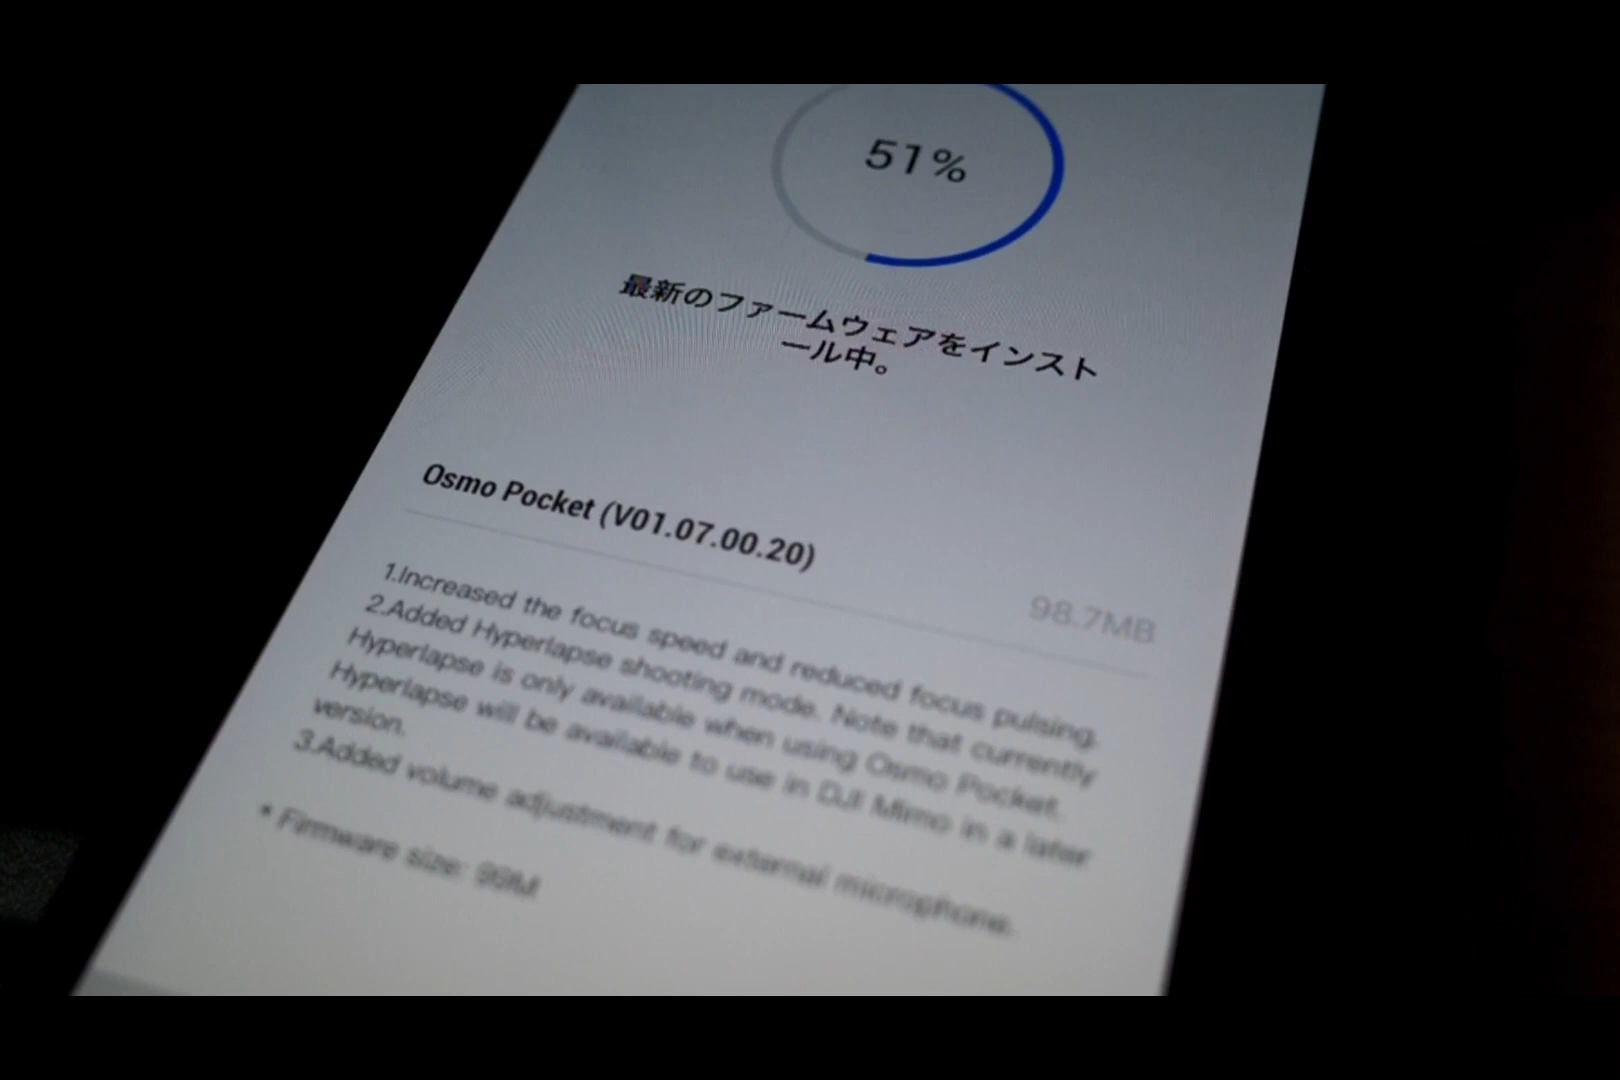 51%
最新のファームウェアをインスト
ール中。
Osmo Pocket (V01.07.00.20)
98.7MB
1.Increased the focus speed and reduced focus pulsing.
2.Added Hyperlapse shooting mode. Note that currently
Hyperlapse is only available when using Osmo Pocket.
Hyperlapse will be available to use in DJI Mimo in a later
version.
3.Added volume adjustment for external microphone.
* Firmware size: 99M